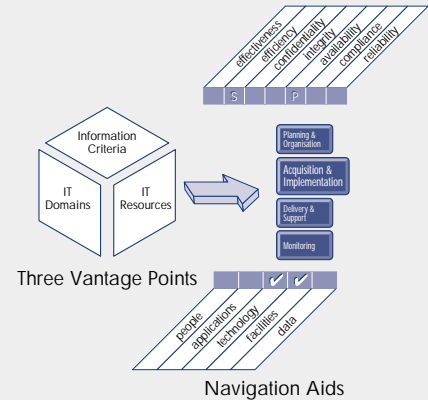 effectiveness
efficiency
confidentiality
integrity
availability
compliance
reliability
S
P
Information
Criteria
IT
Domains
IT
Resources
Planning &
Organisation
Acquisition &
Implementation
Delivery &
Support
Monitoring
Three Vantage Points
people
applications
technology
facilities
data
Navigation Aids